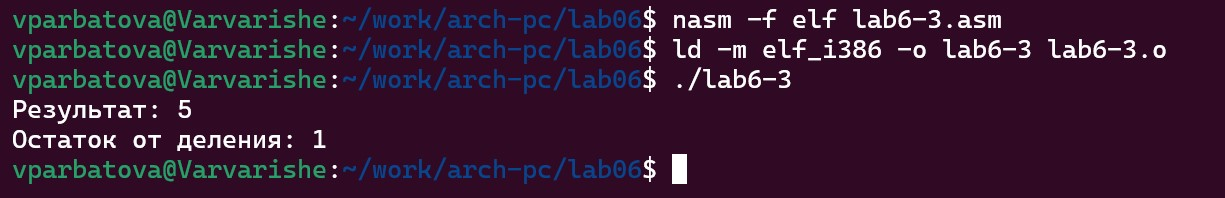 vparbatova@Varvarishe:~/work/arch-pc/lab06$ nasm -f elf lab6-3.asm
vparbatova@Varvarishe:~/work/arch-pc/lab06$ ld -m elf_i386 -o lab6-3 lab6-3.o
vparbatova@Varvarishe:~/work/arch-pc/lab06$ ./lab6-3
Результат: 5
Остаток от деления: 1
vparbatova@Varvarishe:~/work/arch-pc/lab06$